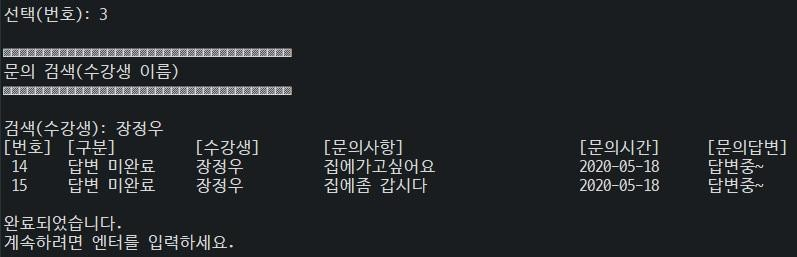 선택(번호): 3
▩▩▩▩▩▩▩▩▩▩▩▩▩▩▩▩▩▩▩▩▩▩▩▩▩▩▩▩▩▩▩▩▩▩▩▩
문의 검색(수강생 이름)
▩▩▩▩▩▩▩▩▩▩▩▩▩▩▩▩▩▩▩▩▩▩▩▩▩▩▩▩▩▩▩▩▩▩▩▩
검색(수강생): 장정우
[번호] [구분] [수강생] [문의사항] [문의시간] [문의답변]
14 답변 미완료 장정우 집에가고싶어요 2020-05-18 답변중~
15 답변 미완료 장정우 집에좀 갑시다 2020-05-18 답변중~
완료되었습니다.
계속하려면 엔터를 입력하세요.